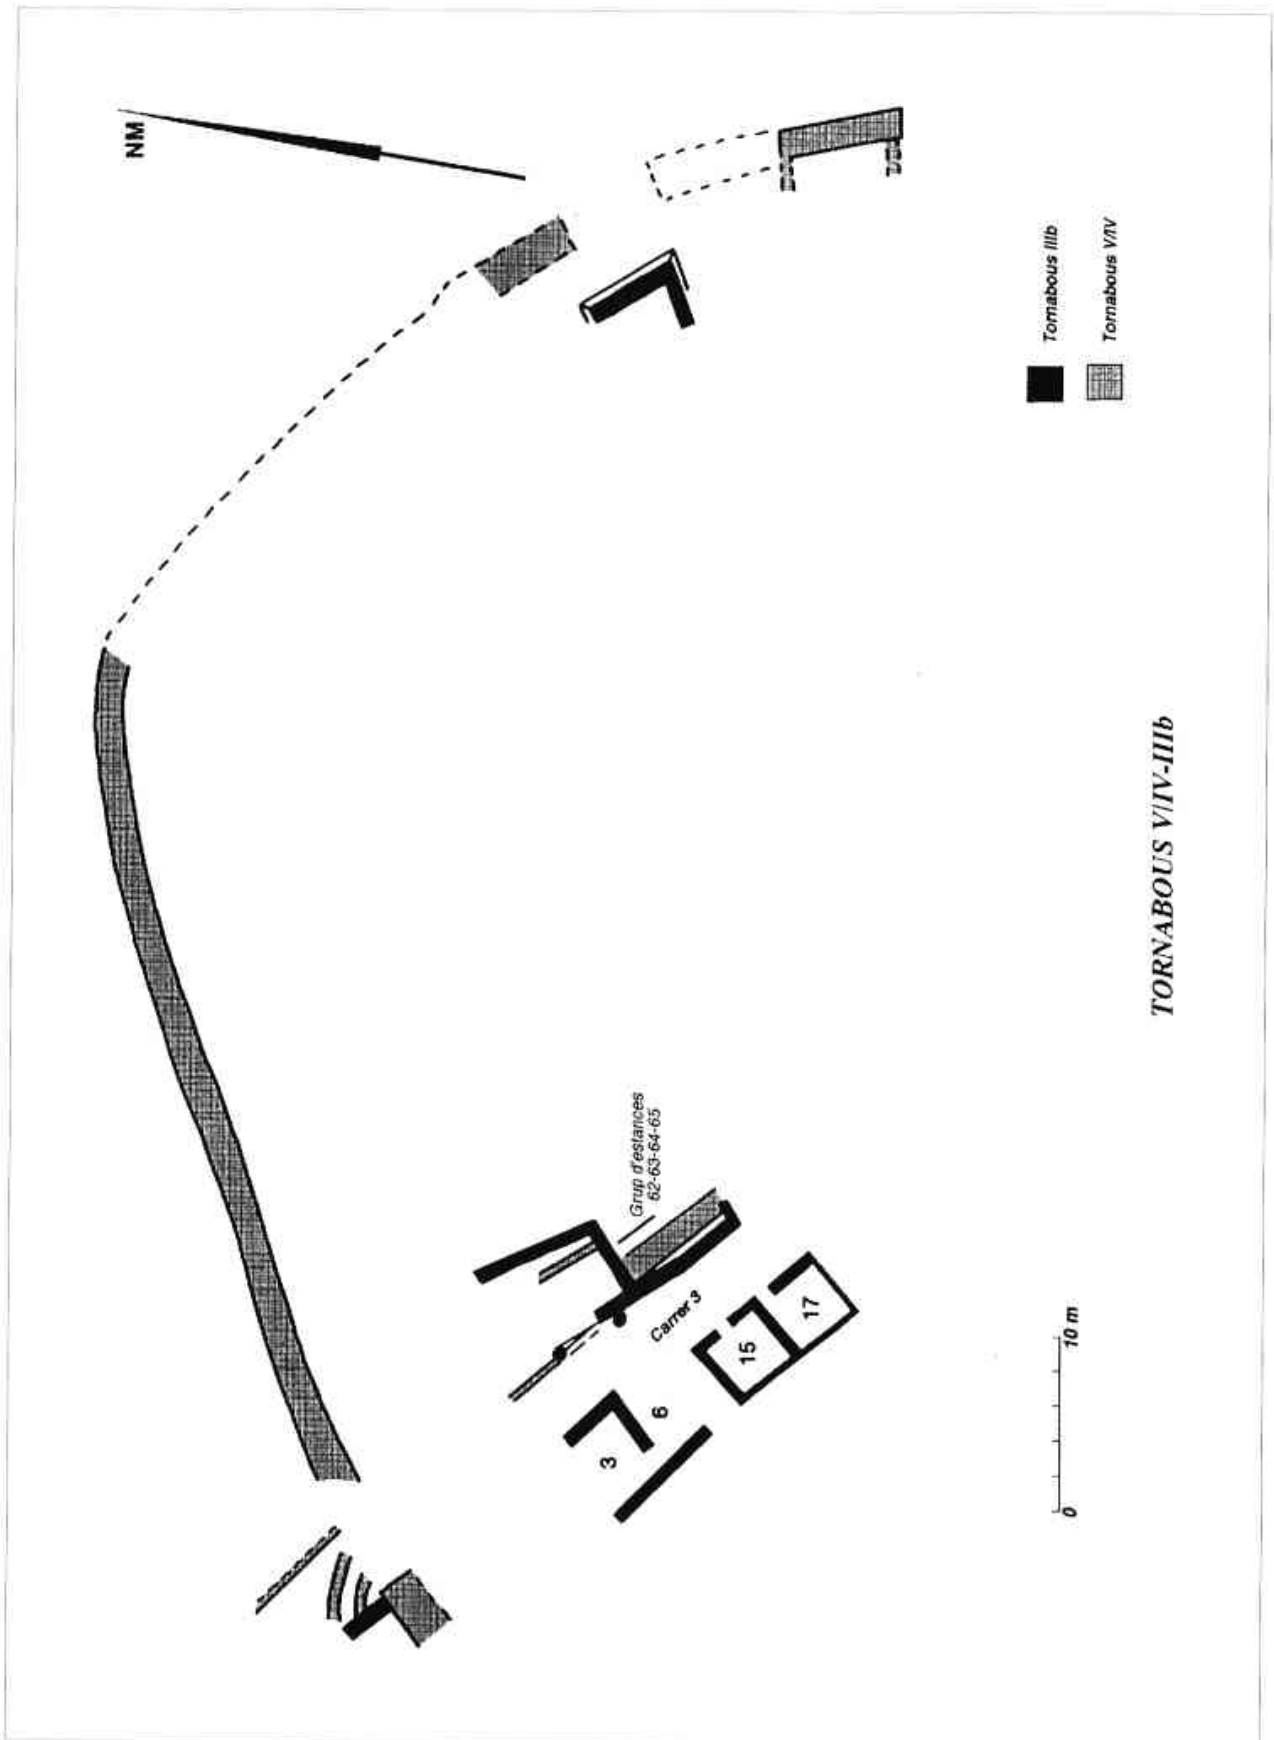 NM
Tornabous IIIb
Tornabous V/IV
Grup d'estances
62-63-64-65
Carrer 3
3
6
15
17
0
10 m
TORNABOUS V/IV-IIIb